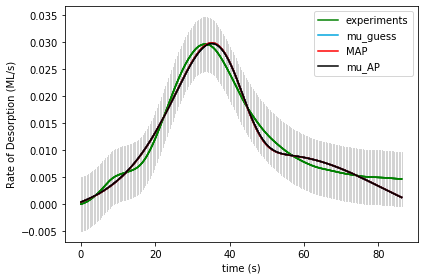 experiments
mu_guess
MAP
mu_AP
Rate of Desorption (ML/s)
0.035
0.030
0.025
0.020
0.015
0.010
0.005
0.000
−0.005
0 20 40 60 80
time (s)